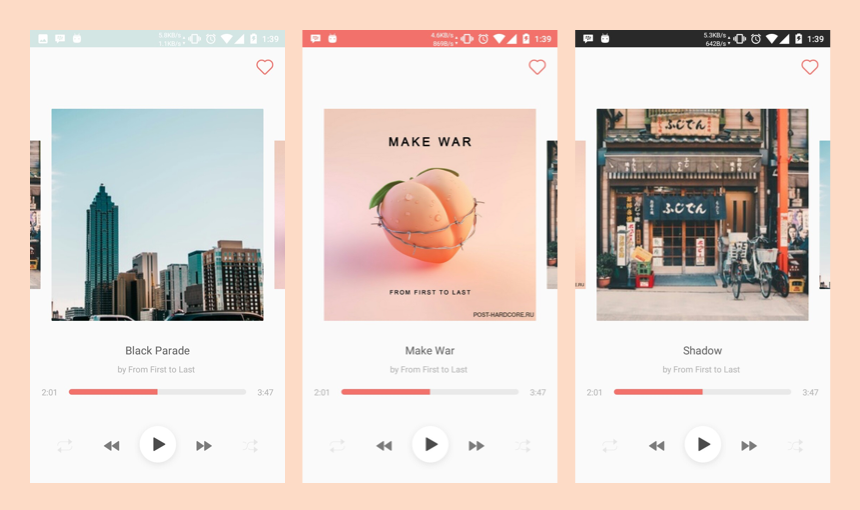 5.8KB/s
1.1KB/s
1:39
Black Parade
by From First to Last
2:01
3:47
4.6KB/s
869B/s
1:39
MAKE WAR
FROM FIRST TO LAST
POST-HARDCORE.RU
Make War
by From First to Last
2:01
3:47
5.3KB/s
642B/s
1:39
ふじでん
ふじでん
Shadow
by From First to Last
2:01
3:47